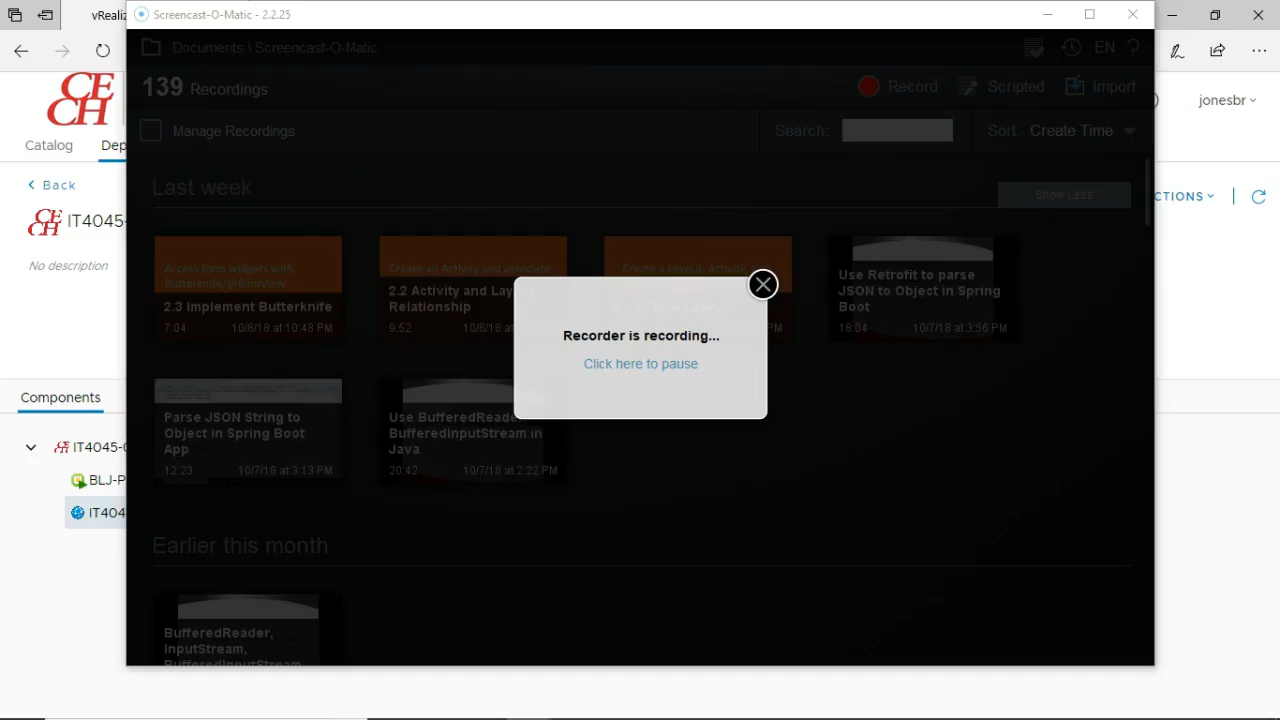 vRealiz
Screencast-O-Matic - 2.2.25
Documents \ Screencast-O-Matic
EN ?
139 Recordings
Record
Scripted
Import
CECH
jonesbr
Manage Recordings
Search:
Sort: Create Time
Catalog
Dep
Back
Last week
Show Less
CTIONS
CECH
IT4045-
No description
Access form widgets with
Butterknife/@BindView
2.3 Implement Butterknife
7:04 10/8/18 at 10:48 PM
Create an Activity and associate
2.2 Activity and Lay
Relationship
9:52 10/8/18 at
Create a Layout, Activity
Use Retrofit to parse
JSON to Object in Spring
Boot
18:04 10/7/18 at 3:56 PM
Recorder is recording...
Click here to pause
Components
Parse JSON String to
Object in Spring Boot
App
12:23 10/7/18 at 3:13 PM
Use BufferedReader,
BufferedInputStream in
Java
20:42 10/7/18 at 2:22 PM
IT4045-
BLJ-P
IT404
Earlier this month
BufferedReader,
InputStream,
BufferedInputStream